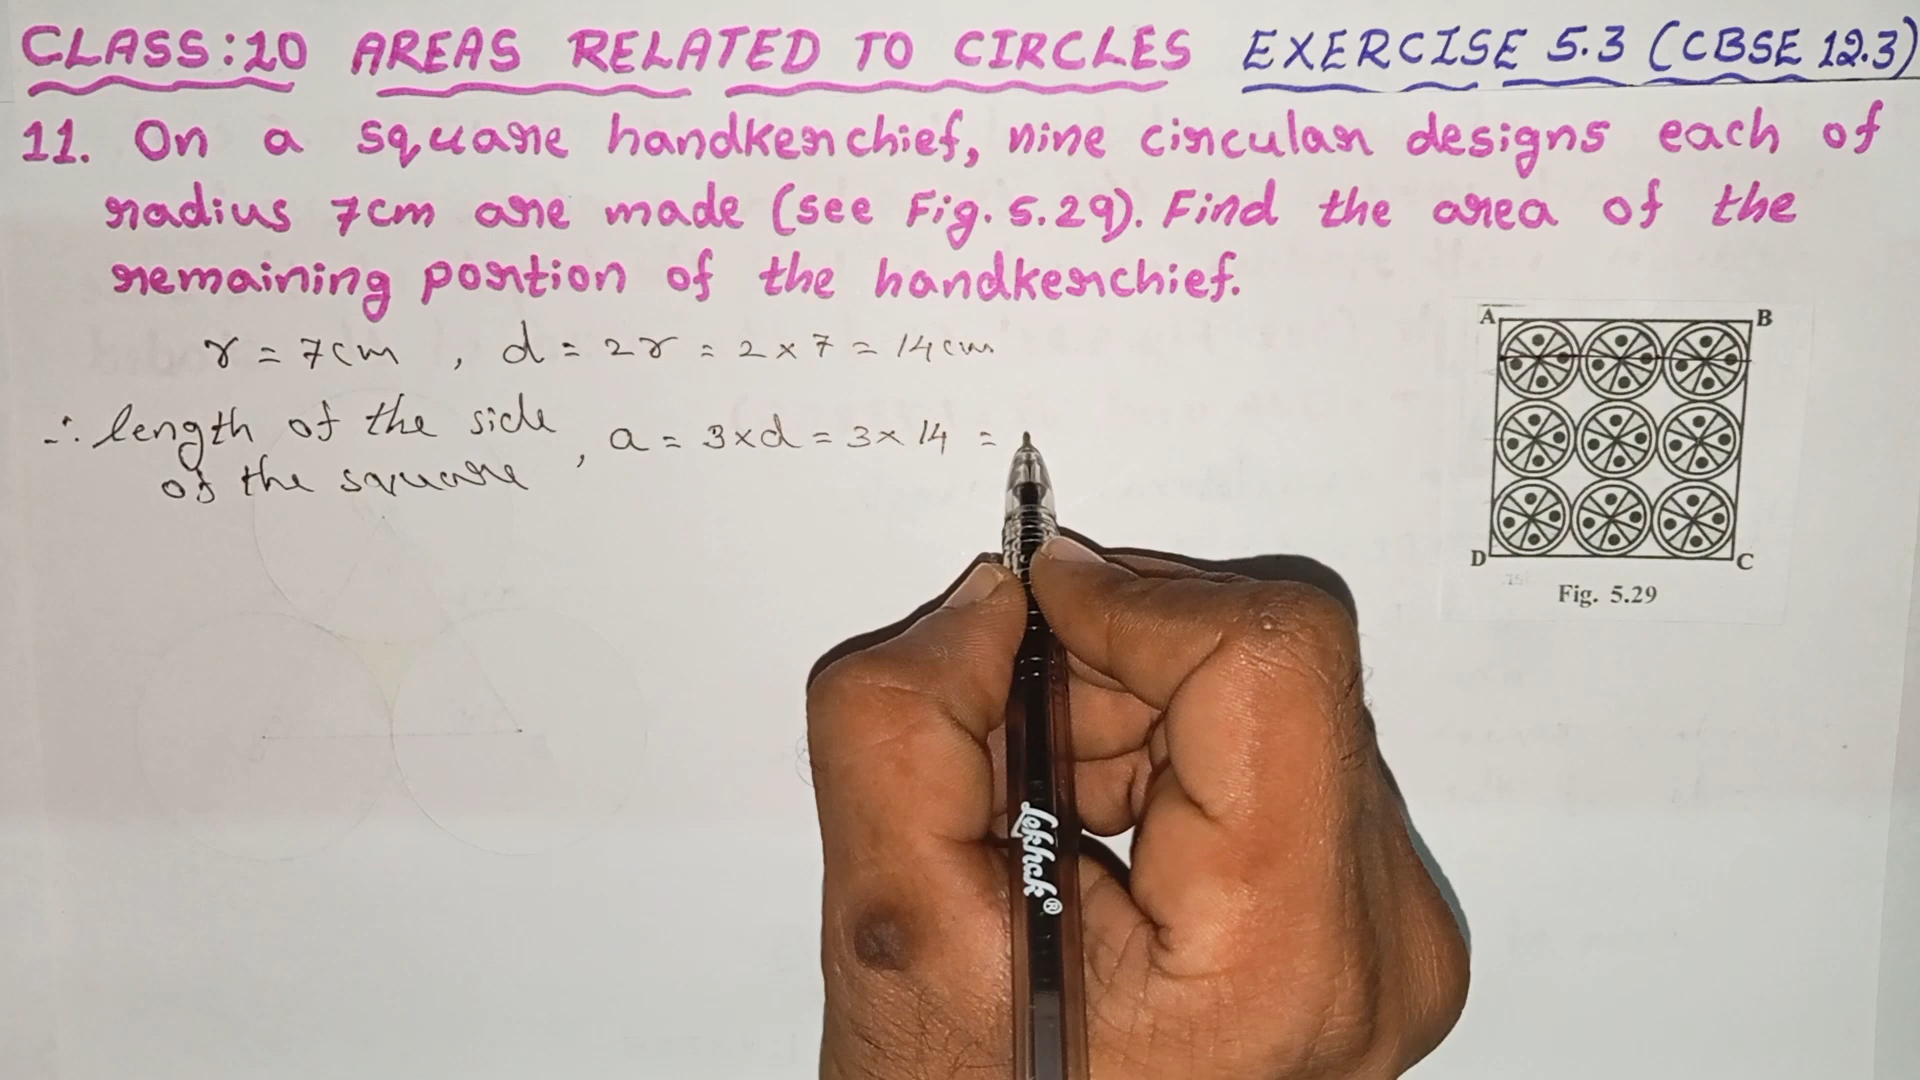 CLASS:10 AREAS RELATED TO CIRCLES EXERCISE 5.3 (CBSE 12.3)
11. On a square handkerchief, nine circular designs each of
radius 7cm are made (see Fig. 5.29). Find the area of the
remaining portion of the handkerchief.
r = 7cm , d = 2r = 2 × 7 = 14 cm
∴ length of the side
of the square , a = 3×d = 3× 14 =
A B
D C
Fig. 5.29
Lekhak®